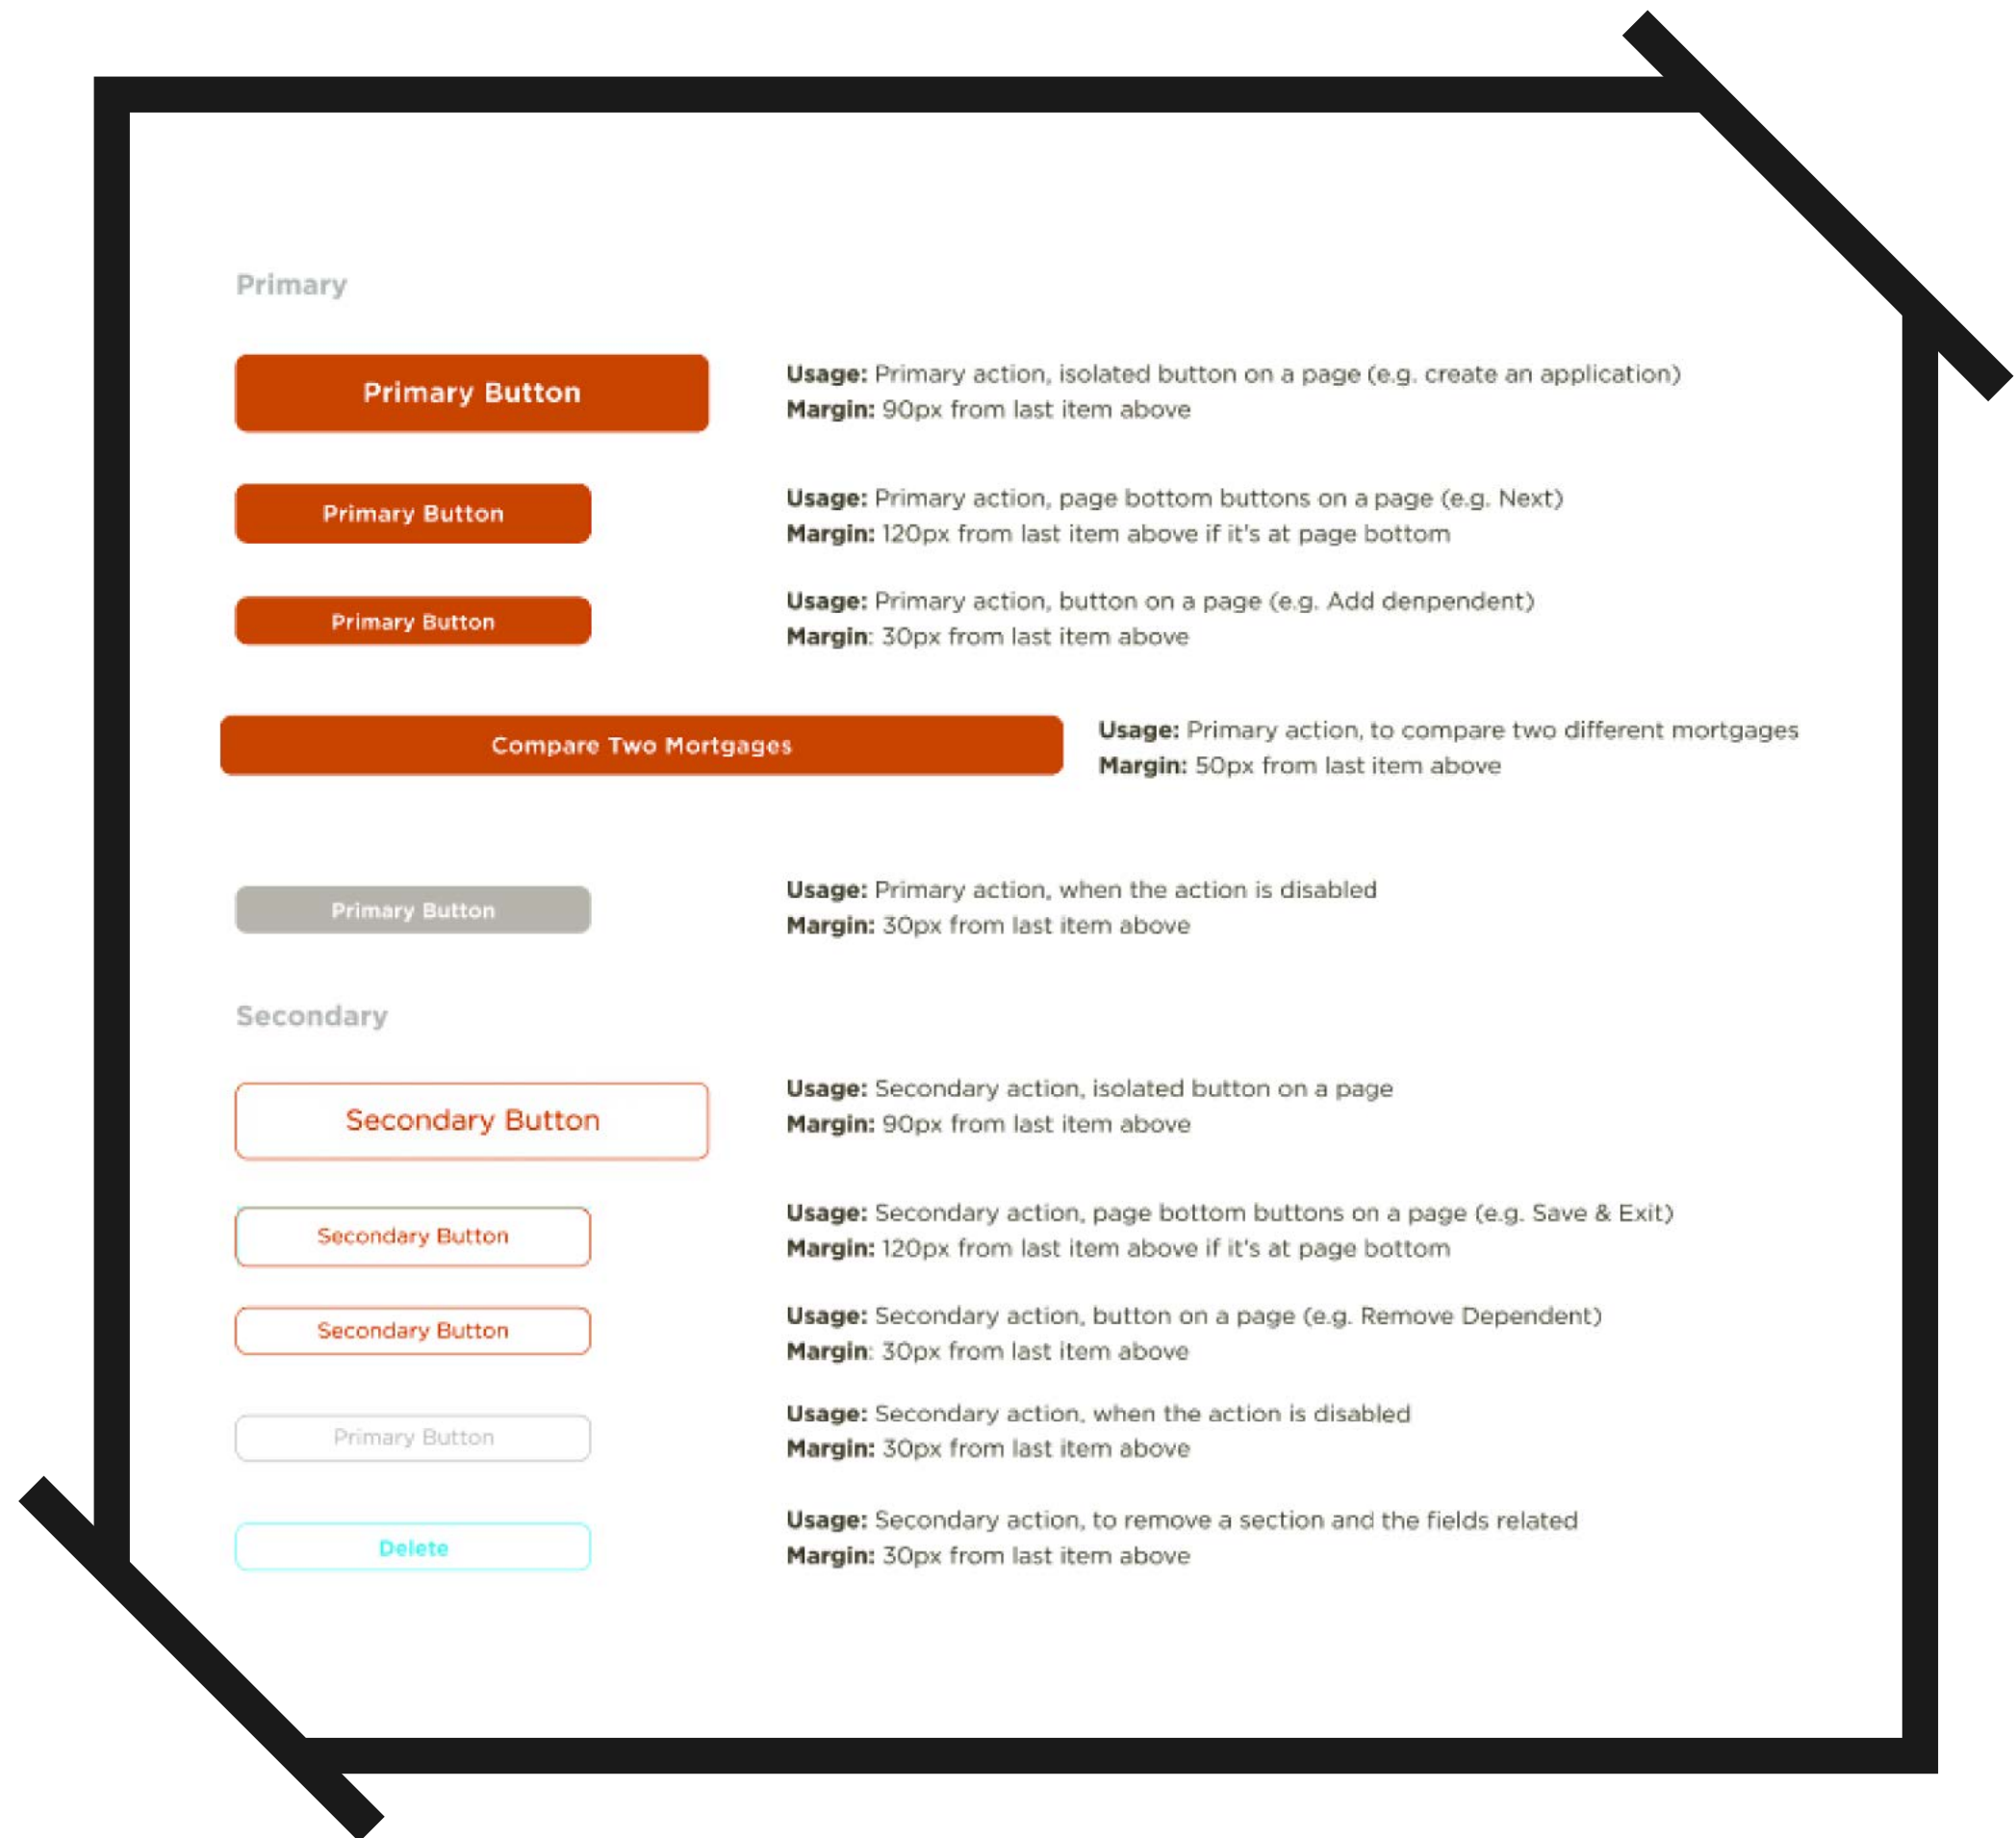 Primary
Primary Button
Usage: Primary action, isolated button on a page (e.g. create an application)
Margin: 90px from last item above
Primary Button
Usage: Primary action, page bottom buttons on a page (e.g. Next)
Margin: 120px from last item above if it's at page bottom
Primary Button
Usage: Primary action, button on a page (e.g. Add denpendent)
Margin: 30px from last item above
Compare Two Mortgages
Usage: Primary action, to compare two different mortgages
Margin: 50px from last item above
Primary Button
Usage: Primary action, when the action is disabled
Margin: 30px from last item above
Secondary
Secondary Button
Usage: Secondary action, isolated button on a page
Margin: 90px from last item above
Secondary Button
Usage: Secondary action, page bottom buttons on a page (e.g. Save & Exit)
Margin: 120px from last item above if it's at page bottom
Secondary Button
Usage: Secondary action, button on a page (e.g. Remove Dependent)
Margin: 30px from last item above
Primary Button
Usage: Secondary action, when the action is disabled
Margin: 30px from last item above
Delete
Usage: Secondary action, to remove a section and the fields related
Margin: 30px from last item above